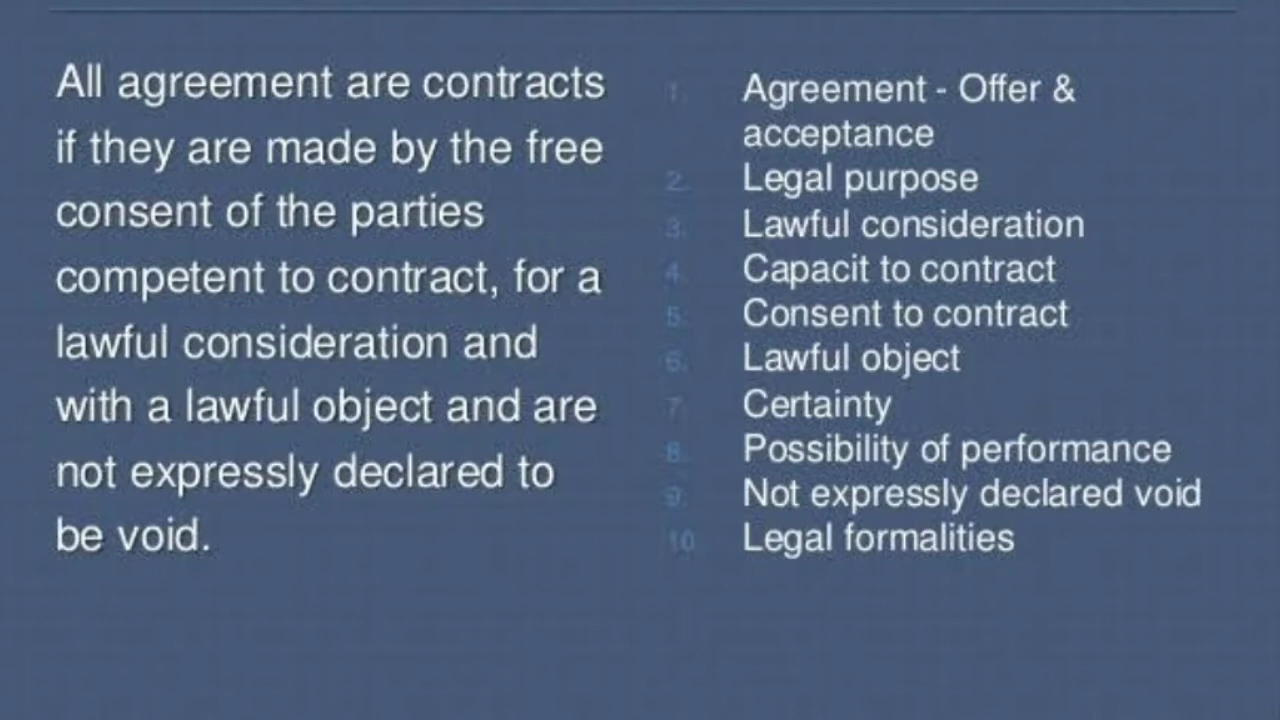 All agreement are contracts
if they are made by the free
consent of the parties
competent to contract, for a
lawful consideration and
with a lawful object and are
not expressly declared to
be void.
1. Agreement - Offer &
acceptance
2. Legal purpose
3. Lawful consideration
4. Capacit to contract
5. Consent to contract
6. Lawful object
7. Certainty
8. Possibility of performance
9. Not expressly declared void
10. Legal formalities